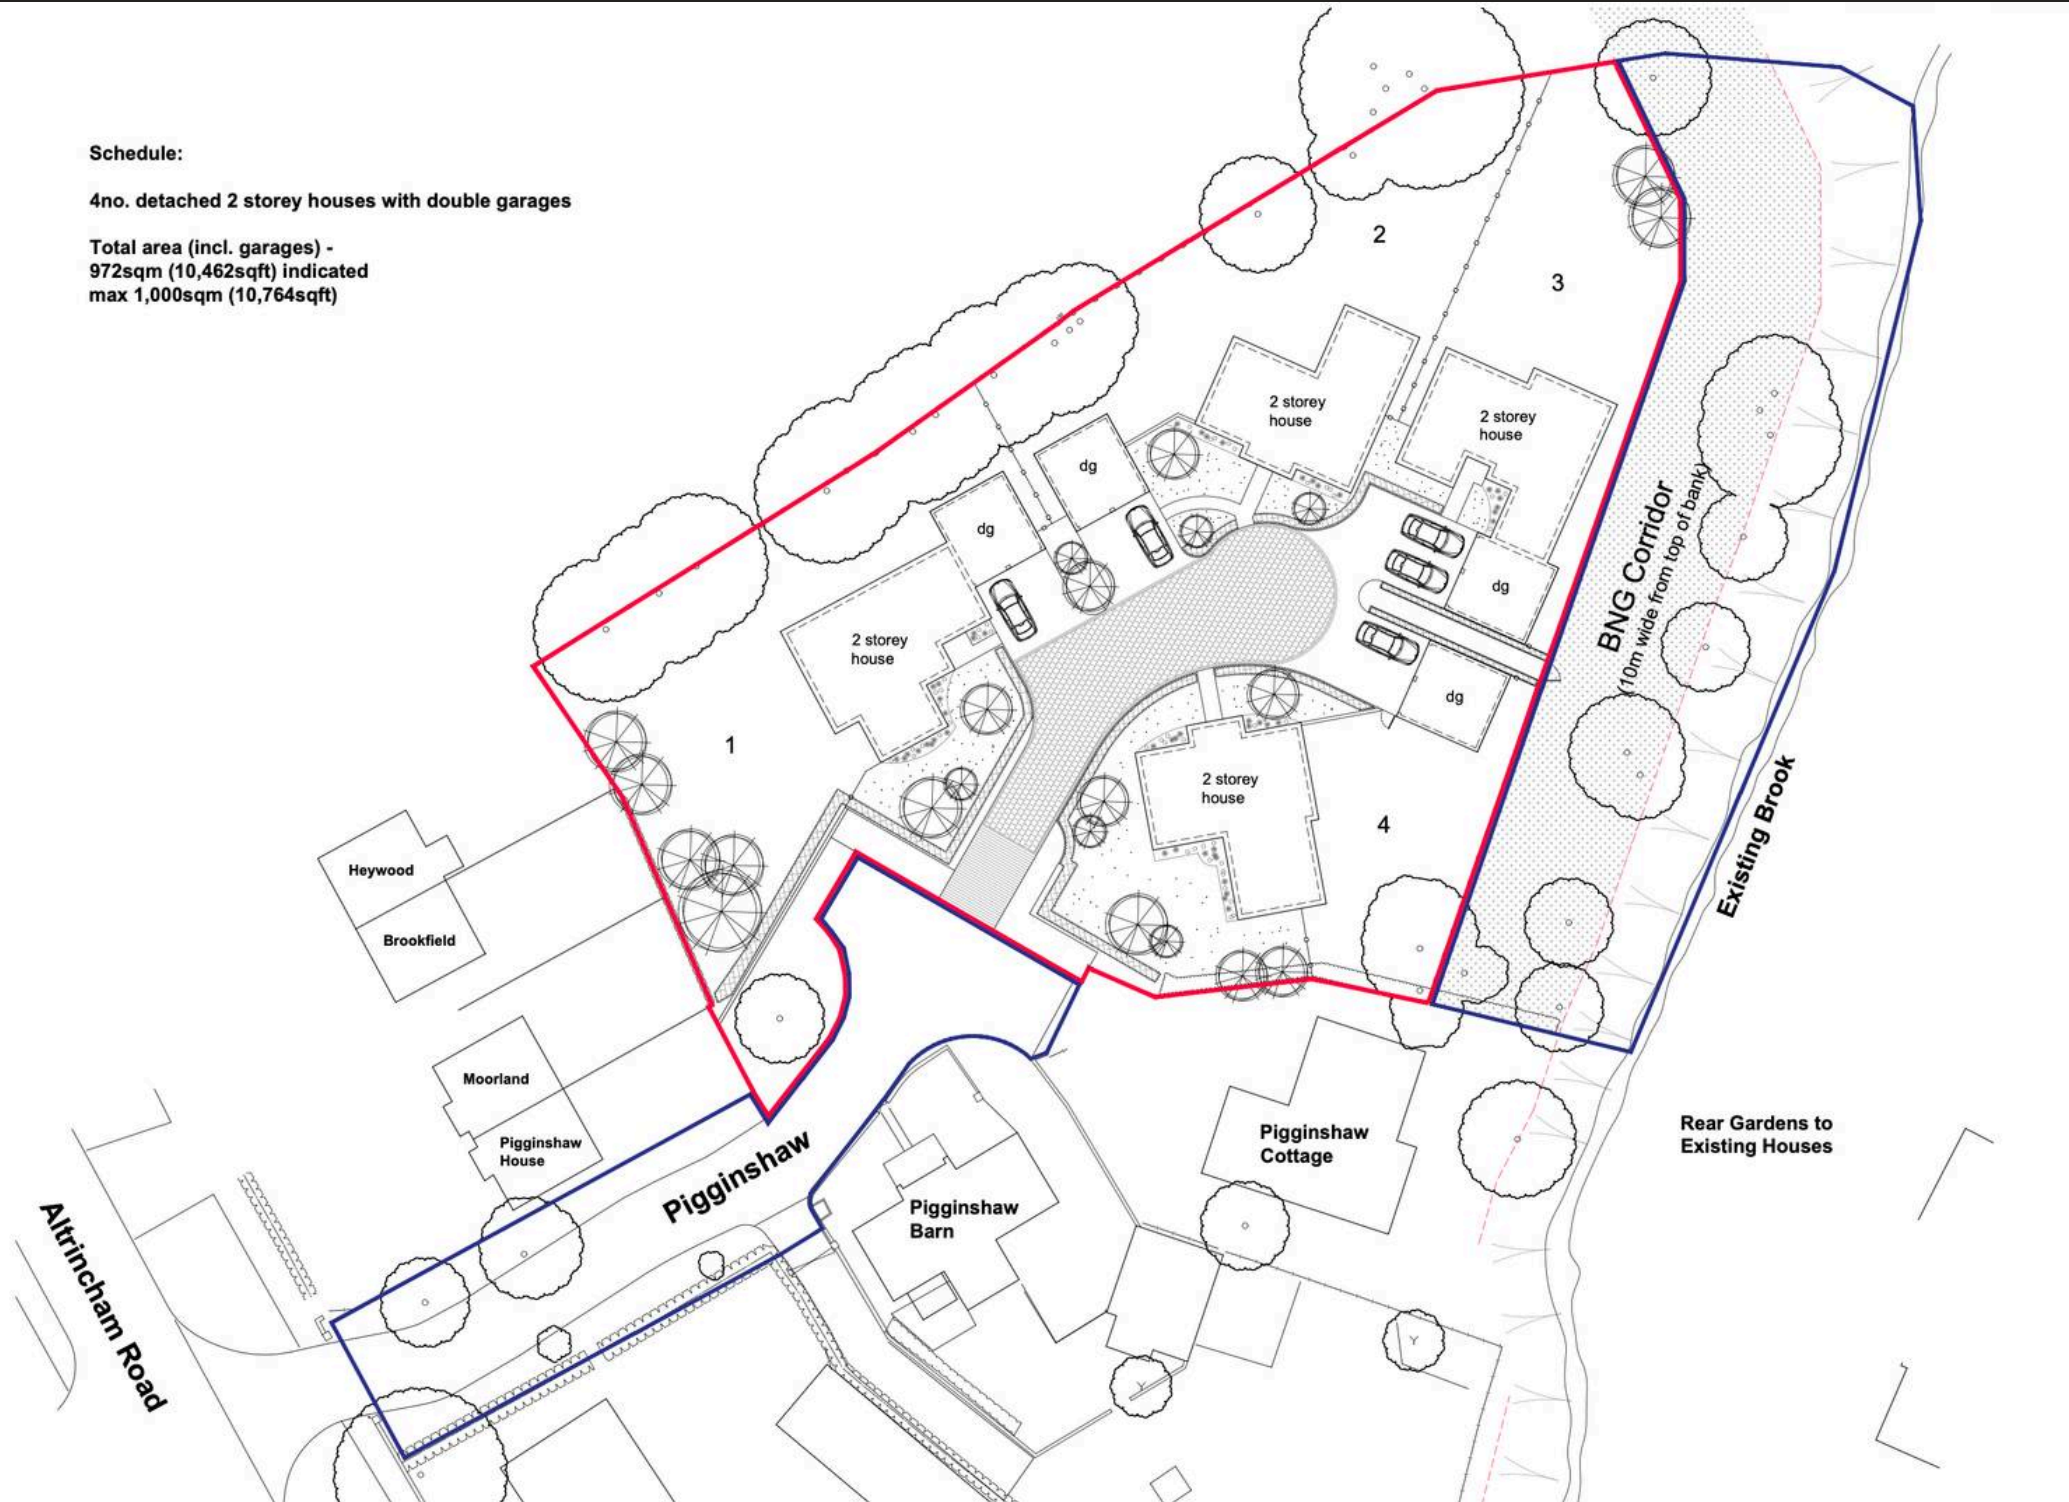 Schedule:
4no. detached 2 storey houses with double garages
Total area (incl. garages) -
972sqm (10,462sqft) indicated
max 1,000sqm (10,764sqft)
2
3
2 storey
house
2 storey
house
dg
dg
dg
dg
2 storey
house
1
2 storey
house
4
BNG Corridor
(10m wide from top of bank)
Existing Brook
Heywood
Brookfield
Moorland
Pigginshaw
House
Pigginshaw
Pigginshaw
Barn
Pigginshaw
Cottage
Rear Gardens to
Existing Houses
Altrincham Road
Y
Y